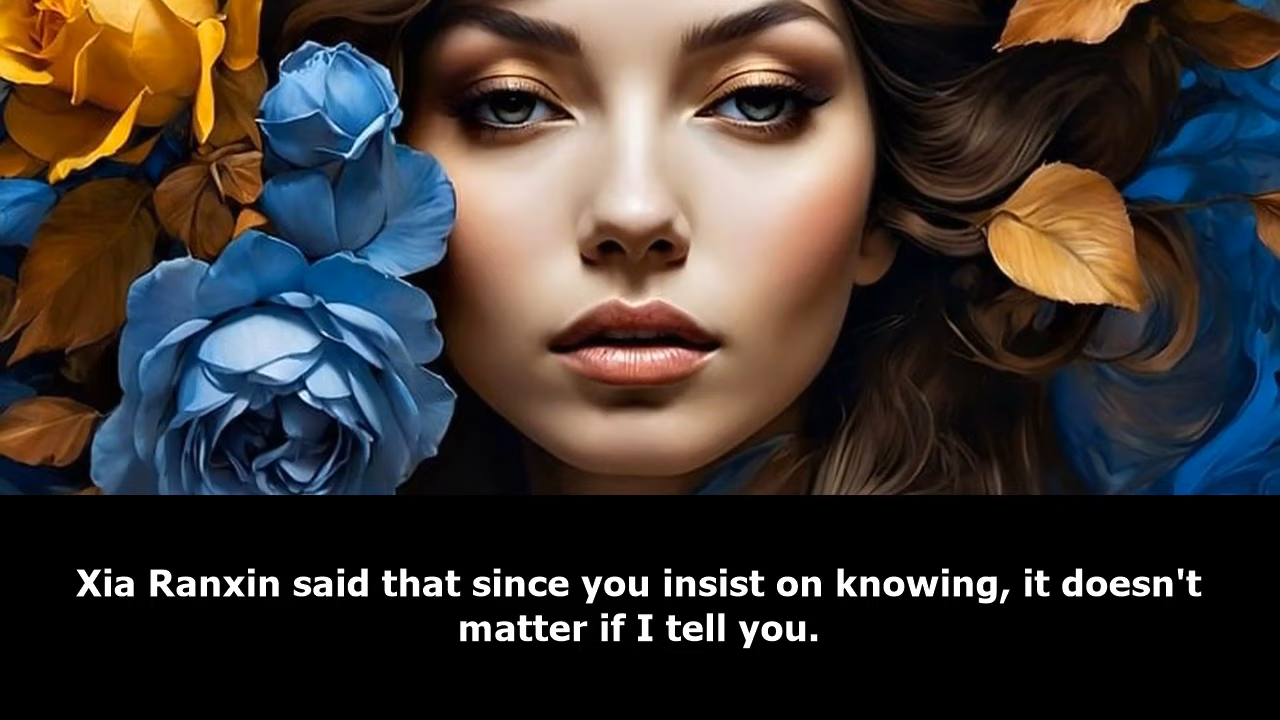 Xia Ranxin said that since you insist on knowing, it doesn't
matter if I tell you.